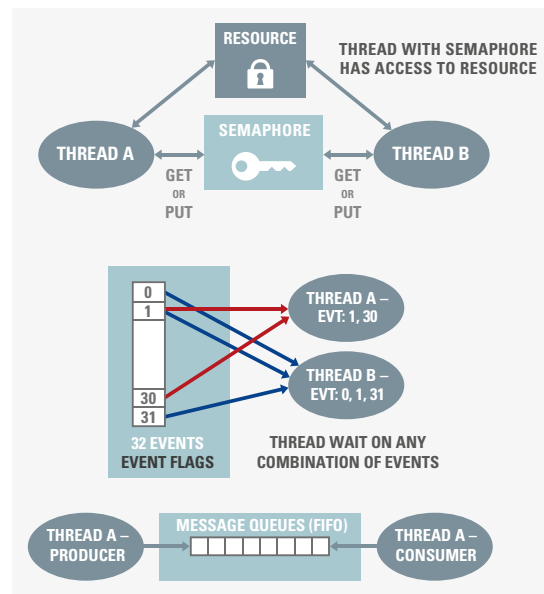 RESOURCE
THREAD WITH SEMAPHORE
HAS ACCESS TO RESOURCE
SEMAPHORE
THREAD A
THREAD B
GET
OR
PUT
GET
OR
PUT
0
1
30
31
THREAD A –
EVT: 1, 30
THREAD B –
EVT: 0, 1, 31
32 EVENTS
EVENT FLAGS
THREAD WAIT ON ANY
COMBINATION OF EVENTS
THREAD A –
PRODUCER
MESSAGE QUEUES (FIFO)
THREAD A –
CONSUMER